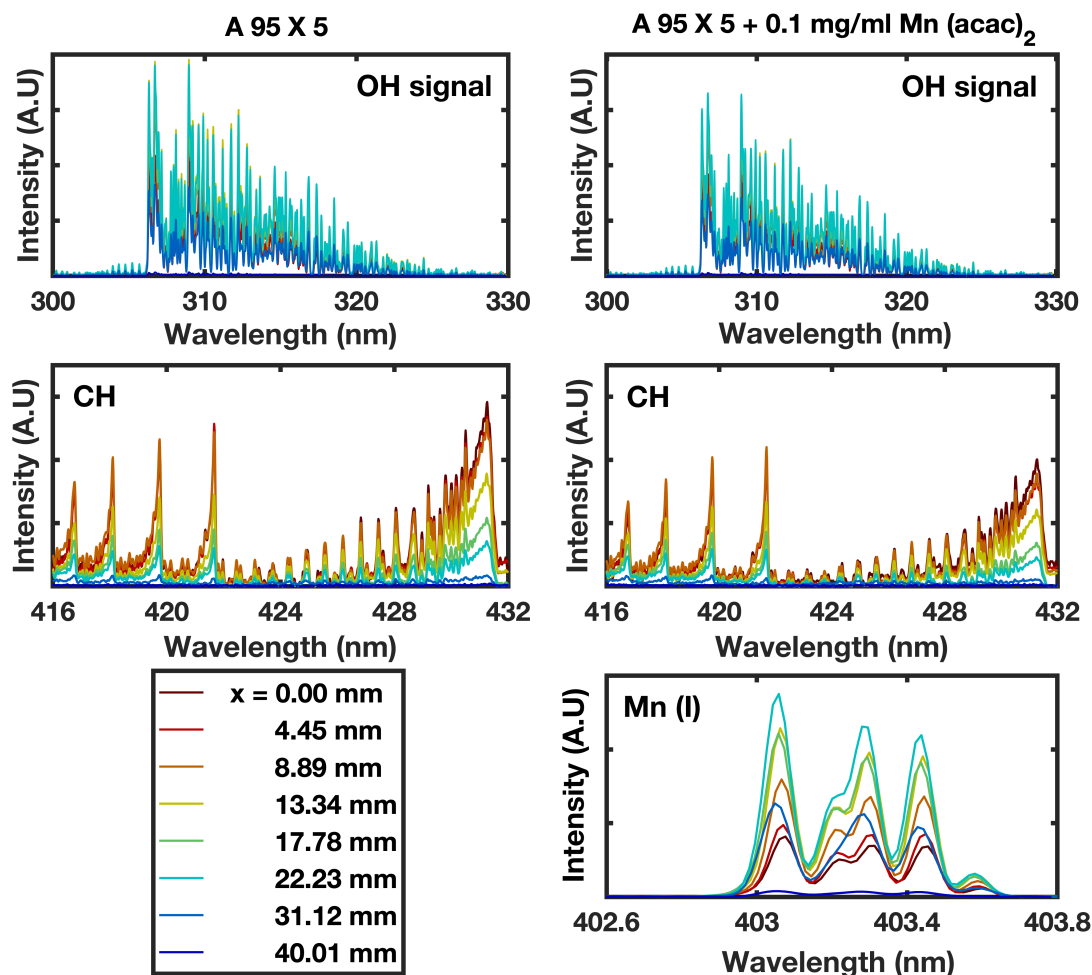 A 95 X 5
A 95 X 5 + 0.1 mg/ml Mn (acac)2
Intensity (A.U)
OH signal
300 310 320 330
Wavelength (nm)
Intensity (A.U)
OH signal
300 310 320 330
Wavelength (nm)
Intensity (A.U)
CH
416 420 424 428 432
Wavelength (nm)
Intensity (A.U)
CH
416 420 424 428 432
Wavelength (nm)
x = 0.00 mm
4.45 mm
8.89 mm
13.34 mm
17.78 mm
22.23 mm
31.12 mm
40.01 mm
Intensity (A.U)
Mn (I)
402.6 403 403.4 403.8
Wavelength (nm)